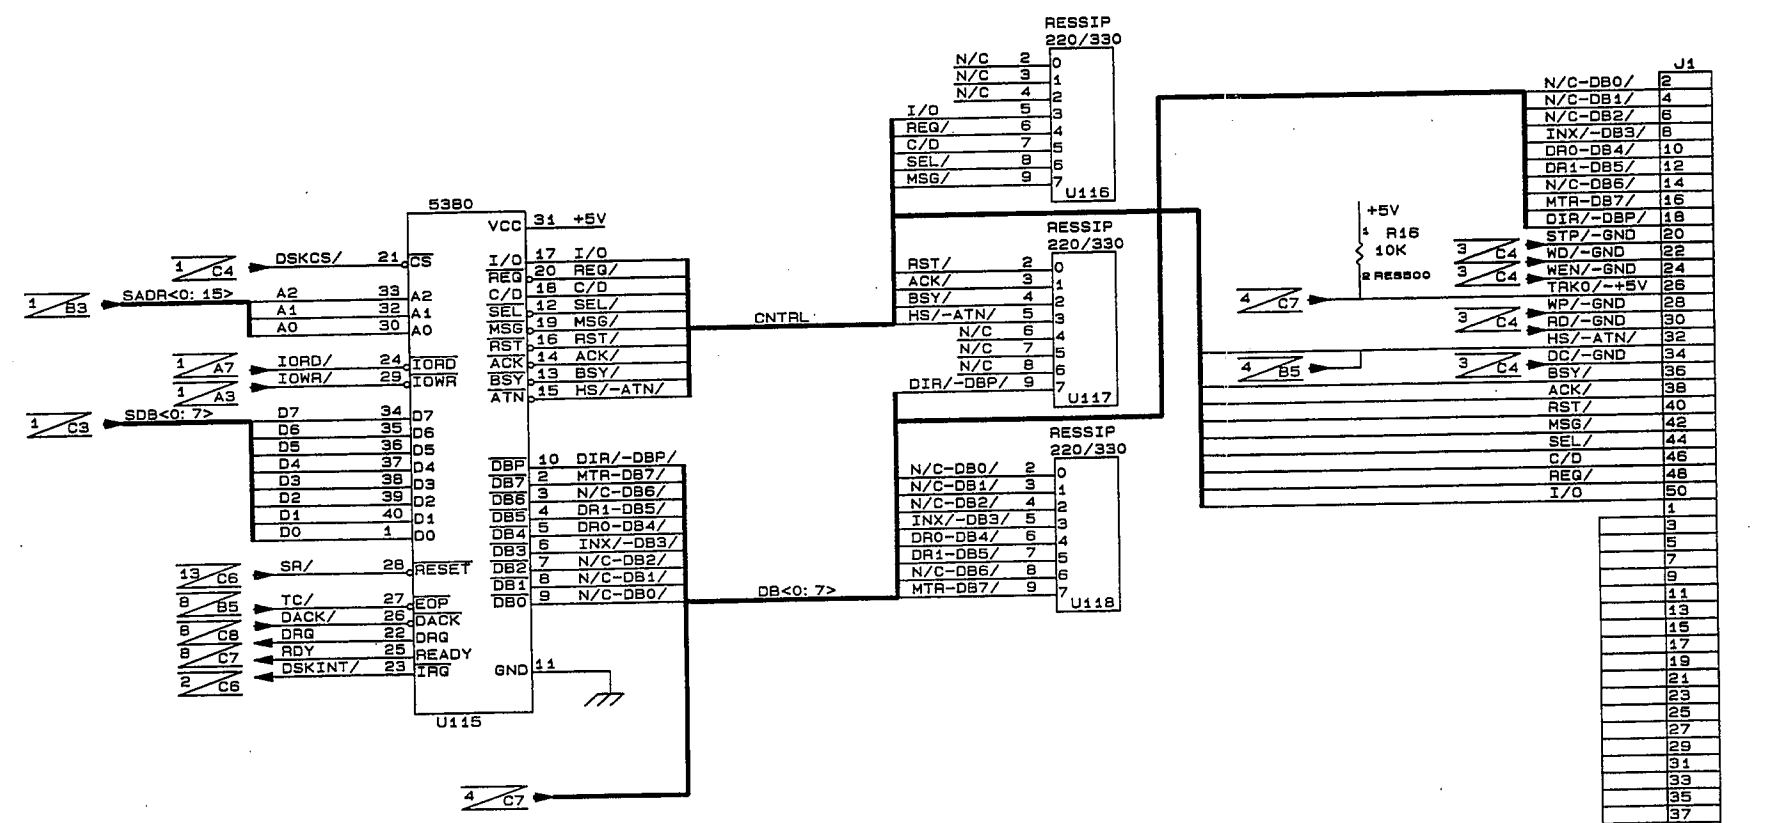 RESSIP
220/330
N/C 2 0
N/C 3 1
N/C 4 2
I/O 5 3
REQ/ 6 4
C/D 7 5
SEL/ 8 6
MSG/ 9 7
U116
RESSIP
220/330
RST/ 2 0
ACK/ 3 1
BSY/ 4 2
HS/-ATN/ 5 3
N/C 6 4
N/C 7 5
N/C 8 6
DIR/-DBP/ 9 7
U117
RESSIP
220/330
N/C-DB0/ 2 0
N/C-DB1/ 3 1
N/C-DB2/ 4 2
INX/-DB3/ 5 3
DR0-DB4/ 6 4
DR1-DB5/ 7 5
N/C-DB6/ 8 6
MTR-DB7/ 9 7
U118
5380
VCC 31 +5V
1 C4 DSKCS/ 21 CS
1 B3 SADR<0:15>
A2 33 A2
A1 32 A1
A0 30 A0
1 A7 IORD/ 24 IORD
1 A3 IOWR/ 29 IOWR
1 C3 SDB<0:7>
D7 34 D7
D6 35 D6
D5 36 D5
D4 37 D4
D3 38 D3
D2 39 D2
D1 40 D1
D0 1 D0
13 C6 SR/ 28 RESET
8 B5 TC/ 27 EOP
8 C8 DACK/ 26 DACK
8 C7 DRQ 22 DRQ
RDY 25 READY
2 C6 DSKINT/ 23 IRQ
I/O 17 I/O
REQ 20 REQ/
C/D 18 C/D
SEL 12 SEL/
MSG 19 MSG/
RST 16 RST/
ACK 14 ACK/
BSY 13 BSY/
ATN 15 HS/-ATN/
DBP 10 DIR/-DBP/
DB7 2 MTR-DB7/
DB6 3 N/C-DB6/
DB5 4 DR1-DB5/
DB4 5 DR0-DB4/
DB3 6 INX/-DB3/
DB2 7 N/C-DB2/
DB1 8 N/C-DB1/
DB0 9 N/C-DB0/
GND 11
U115
CNTRL
DB<0:7>
4 C7
+5V
1 R16
10K
2 RES500
4 C7
4 B5
J1
N/C-DB0/ 2
N/C-DB1/ 4
N/C-DB2/ 6
INX/-DB3/ 8
DR0-DB4/ 10
DR1-DB5/ 12
N/C-DB6/ 14
MTR-DB7/ 16
DIR/-DBP/ 18
3 C4 STP/-GND 20
WD/-GND 22
3 C4 WEN/-GND 24
TRK0/-+5V 26
WP/-GND 28
3 C4 RD/-GND 30
HS/-ATN/ 32
3 C4 DC/-GND 34
BSY/ 36
ACK/ 38
RST/ 40
MSG/ 42
SEL/ 44
C/D 46
REQ/ 48
I/O 50
1
3
5
7
9
11
13
15
17
19
21
23
25
27
29
31
33
35
37